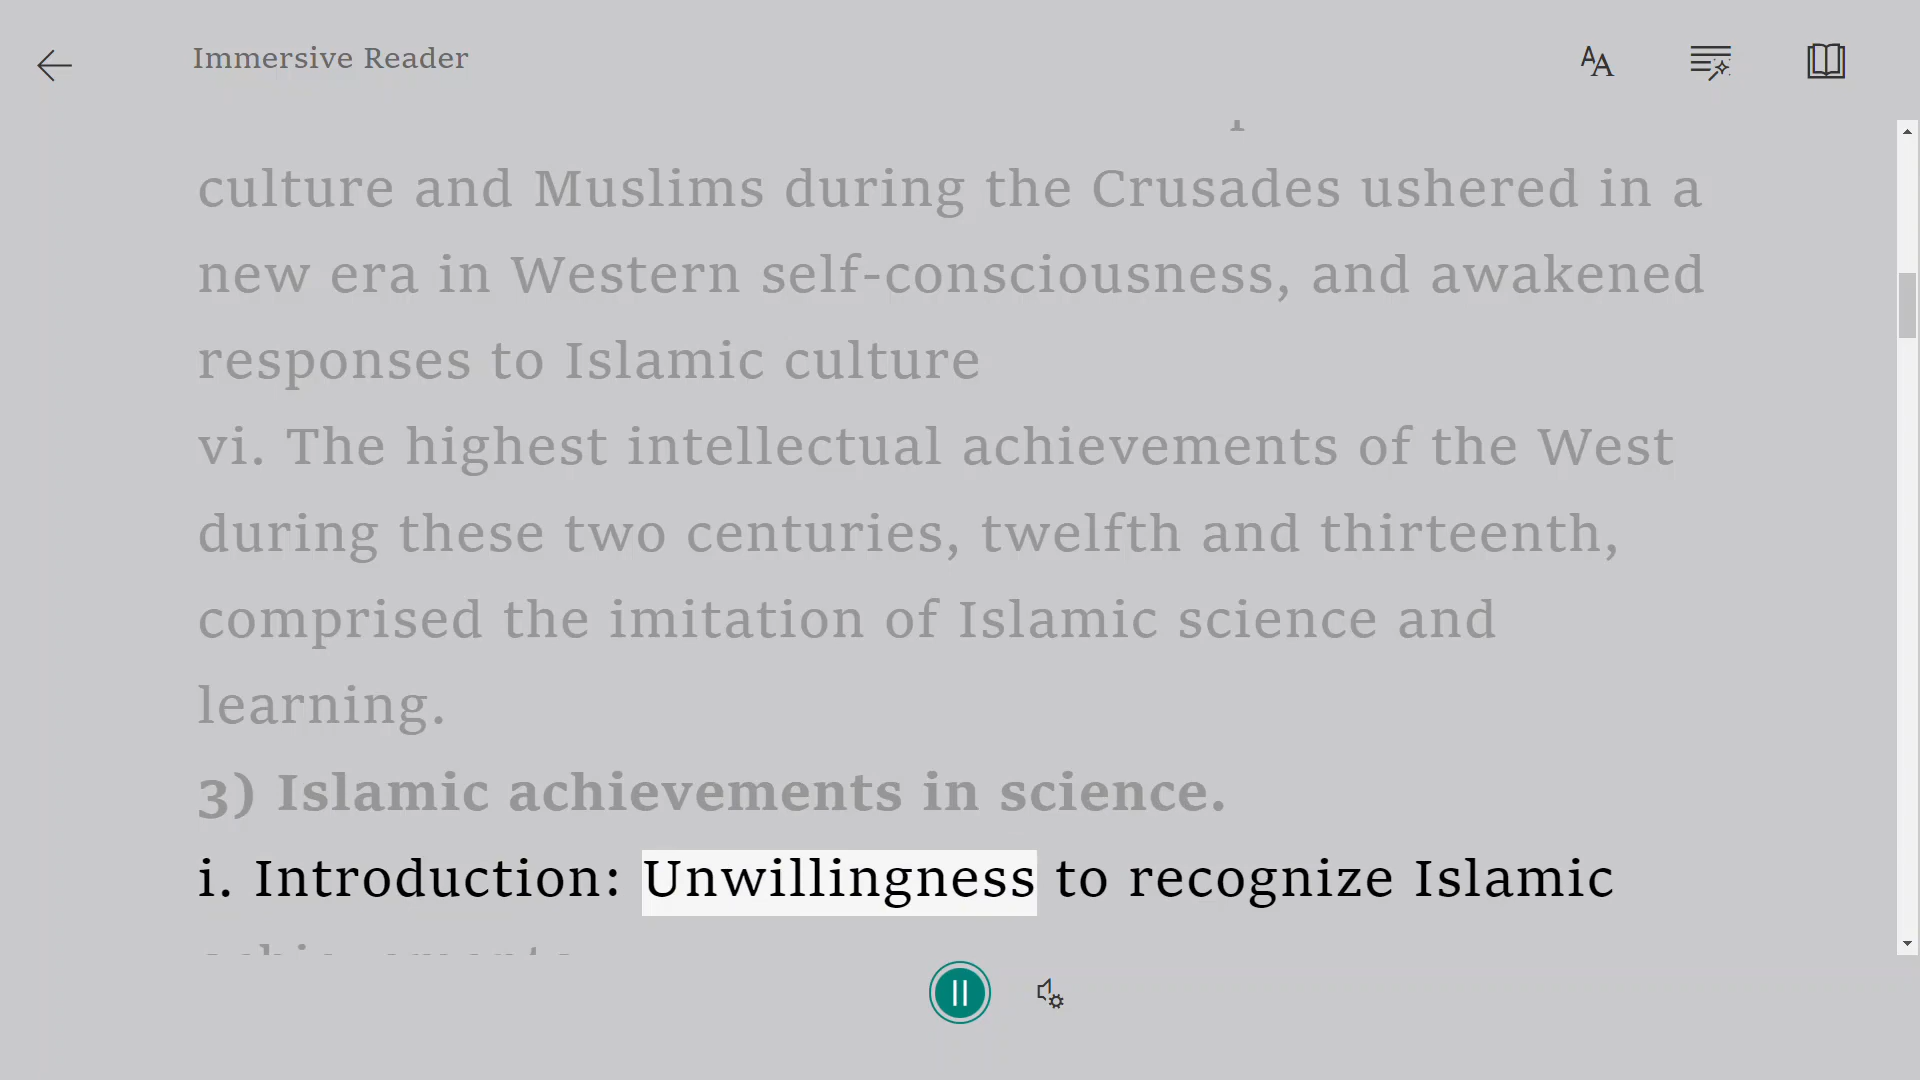 Immersive Reader
culture and Muslims during the Crusades ushered in a
new era in Western self-consciousness, and awakened
responses to Islamic culture
vi. The highest intellectual achievements of the West
during these two centuries, twelfth and thirteenth,
comprised the imitation of Islamic science and
learning.
3) Islamic achievements in science.
i. Introduction: Unwillingness to recognize Islamic